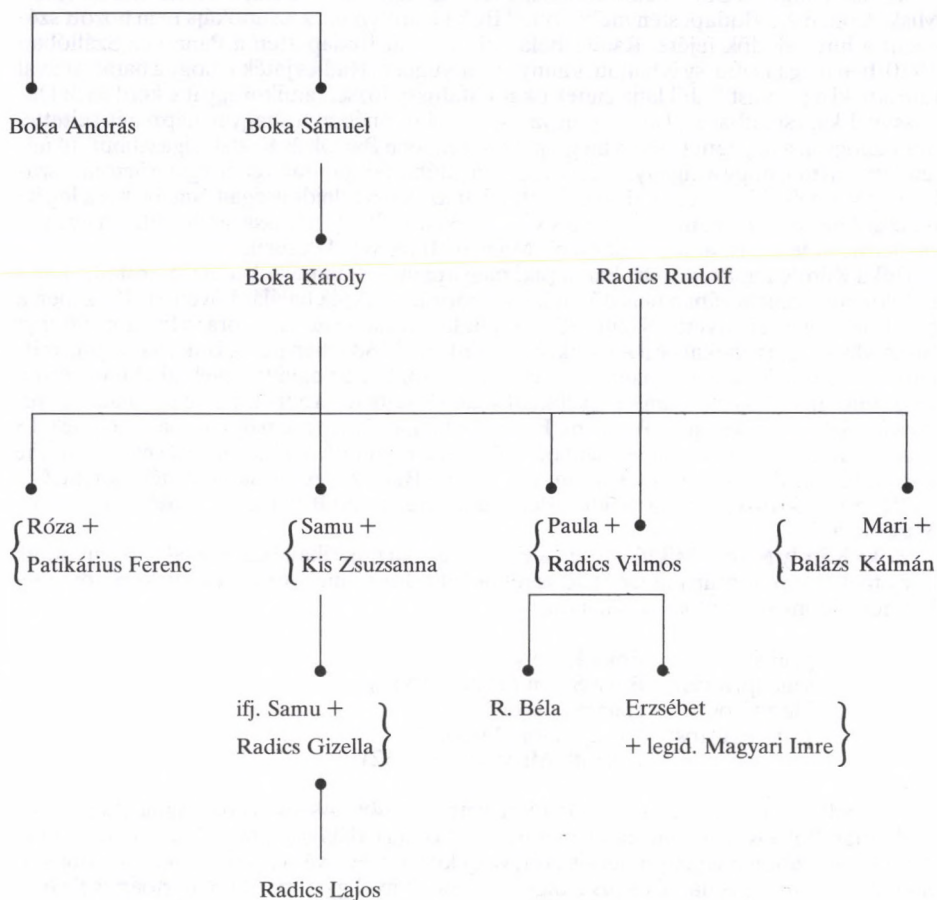 Boka András
Boka Sámuel
Boka Károly
Radics Rudolf
Róza +
Patikárius Ferenc
Samu +
Kis Zsuzsanna
Paula +
Radics Vilmos
Mari +
Balázs Kálmán
ifj. Samu +
Radics Gizella
R. Béla
Erzsébet
+ legid. Magyari Imre
Radics Lajos